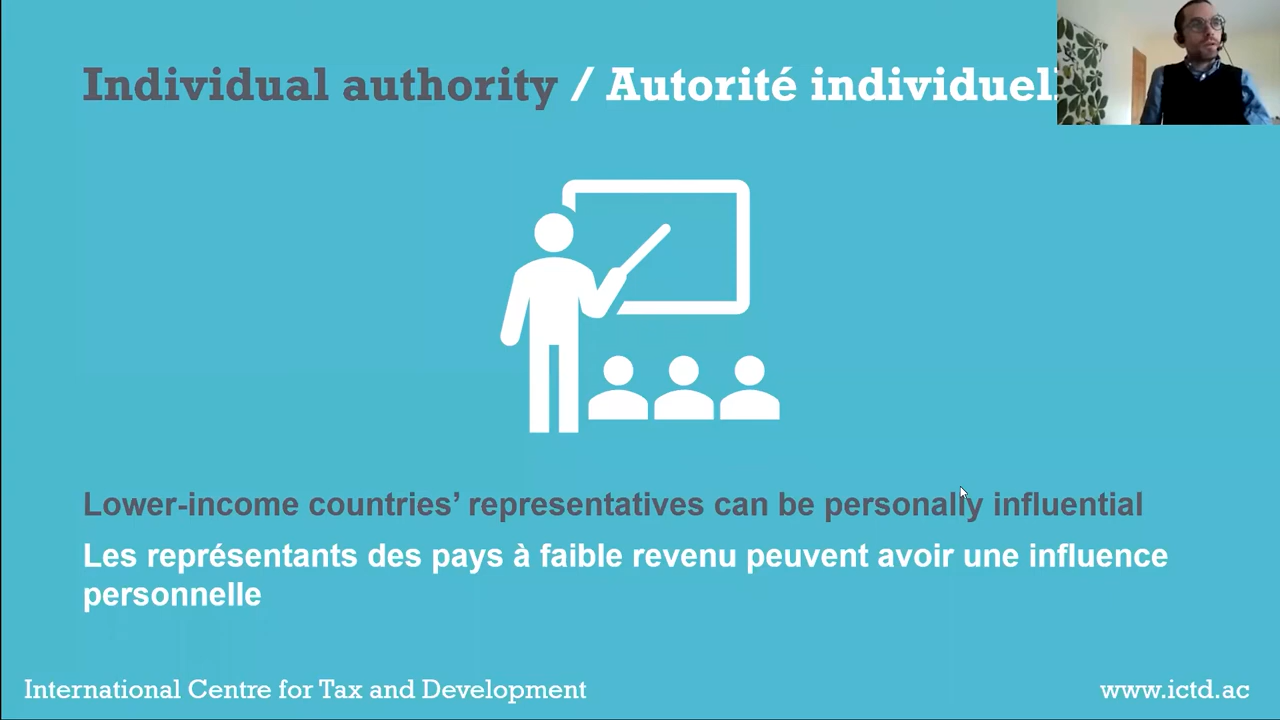 Individual authority / Autorité individuel
Lower-income countries’ representatives can be personally influential
Les représentants des pays à faible revenu peuvent avoir une influence
personnelle
International Centre for Tax and Development
www.ictd.ac